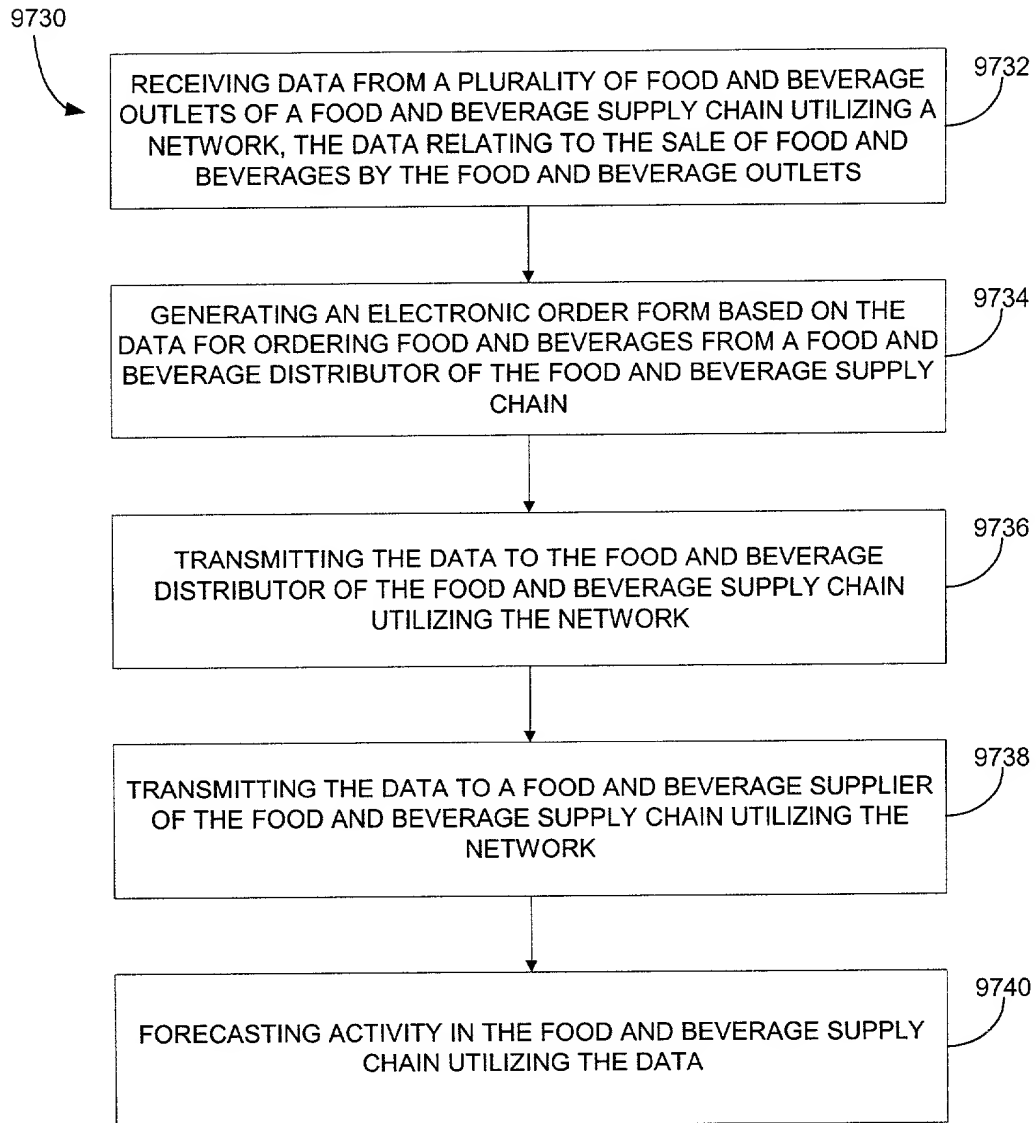 9730
RECEIVING DATA FROM A PLURALITY OF FOOD AND BEVERAGE
OUTLETS OF A FOOD AND BEVERAGE SUPPLY CHAIN UTILIZING A
NETWORK, THE DATA RELATING TO THE SALE OF FOOD AND
BEVERAGES BY THE FOOD AND BEVERAGE OUTLETS
9732
GENERATING AN ELECTRONIC ORDER FORM BASED ON THE
DATA FOR ORDERING FOOD AND BEVERAGES FROM A FOOD AND
BEVERAGE DISTRIBUTOR OF THE FOOD AND BEVERAGE SUPPLY
CHAIN
9734
TRANSMITTING THE DATA TO THE FOOD AND BEVERAGE
DISTRIBUTOR OF THE FOOD AND BEVERAGE SUPPLY CHAIN
UTILIZING THE NETWORK
9736
TRANSMITTING THE DATA TO A FOOD AND BEVERAGE SUPPLIER
OF THE FOOD AND BEVERAGE SUPPLY CHAIN UTILIZING THE
NETWORK
9738
FORECASTING ACTIVITY IN THE FOOD AND BEVERAGE SUPPLY
CHAIN UTILIZING THE DATA
9740